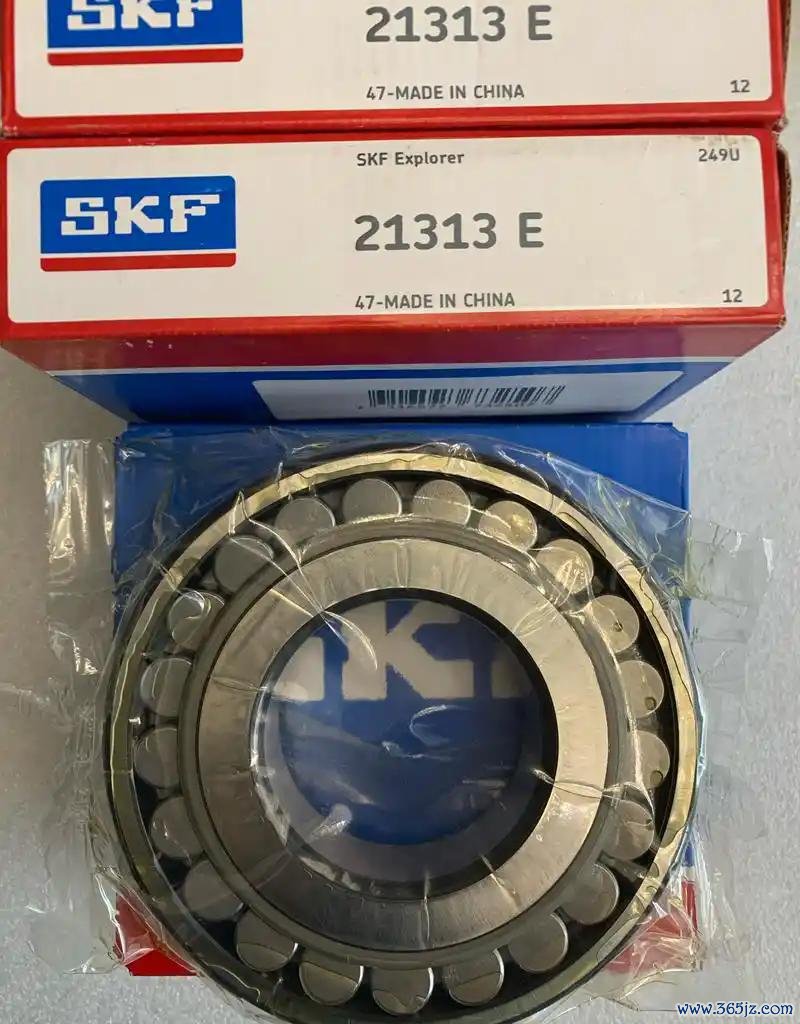 SKF
21313 E
47-MADE IN CHINA
12
SKF Explorer
249U
SKF
21313 E
47-MADE IN CHINA
12
SKF
www.365jz.com